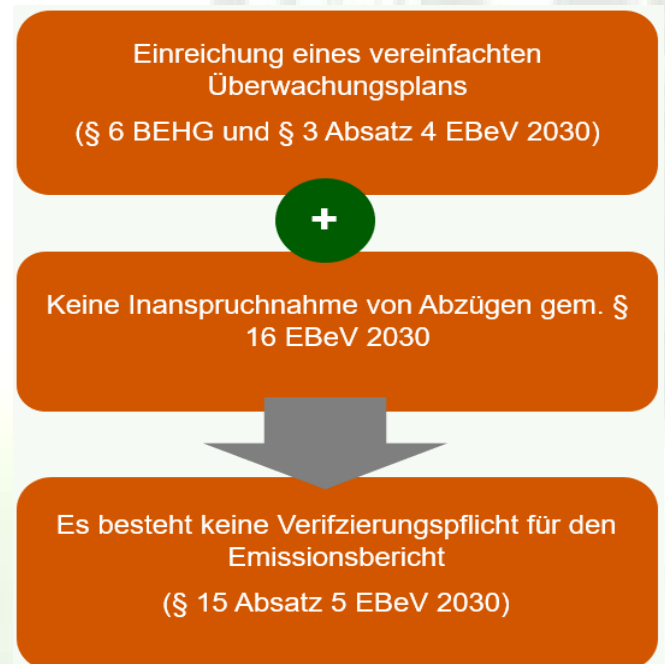 Einreichung eines vereinfachten
Überwachungsplans
(§ 6 BEHG und § 3 Absatz 4 EBeV 2030)
+
Keine Inanspruchnahme von Abzügen gem. §
16 EBeV 2030
Es besteht keine Verifzierungspflicht für den
Emissionsbericht
(§ 15 Absatz 5 EBeV 2030)